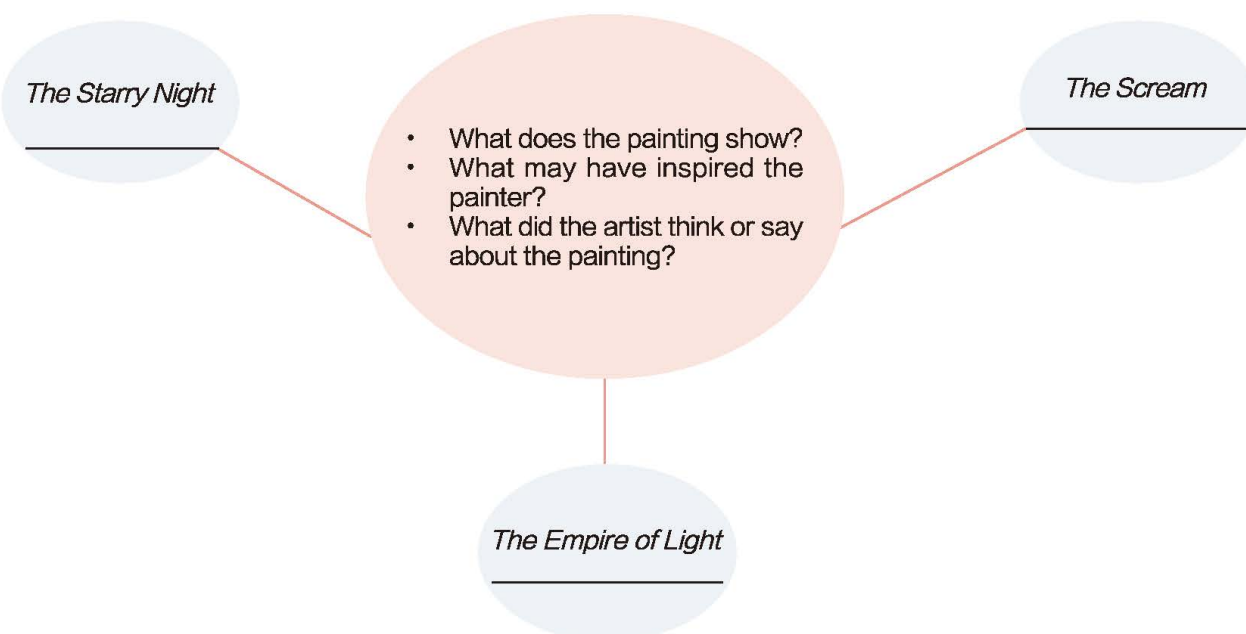 The Starry Night
The Scream
• What does the painting show?
• What may have inspired the
painter?
• What did the artist think or say
about the painting?
The Empire of Light